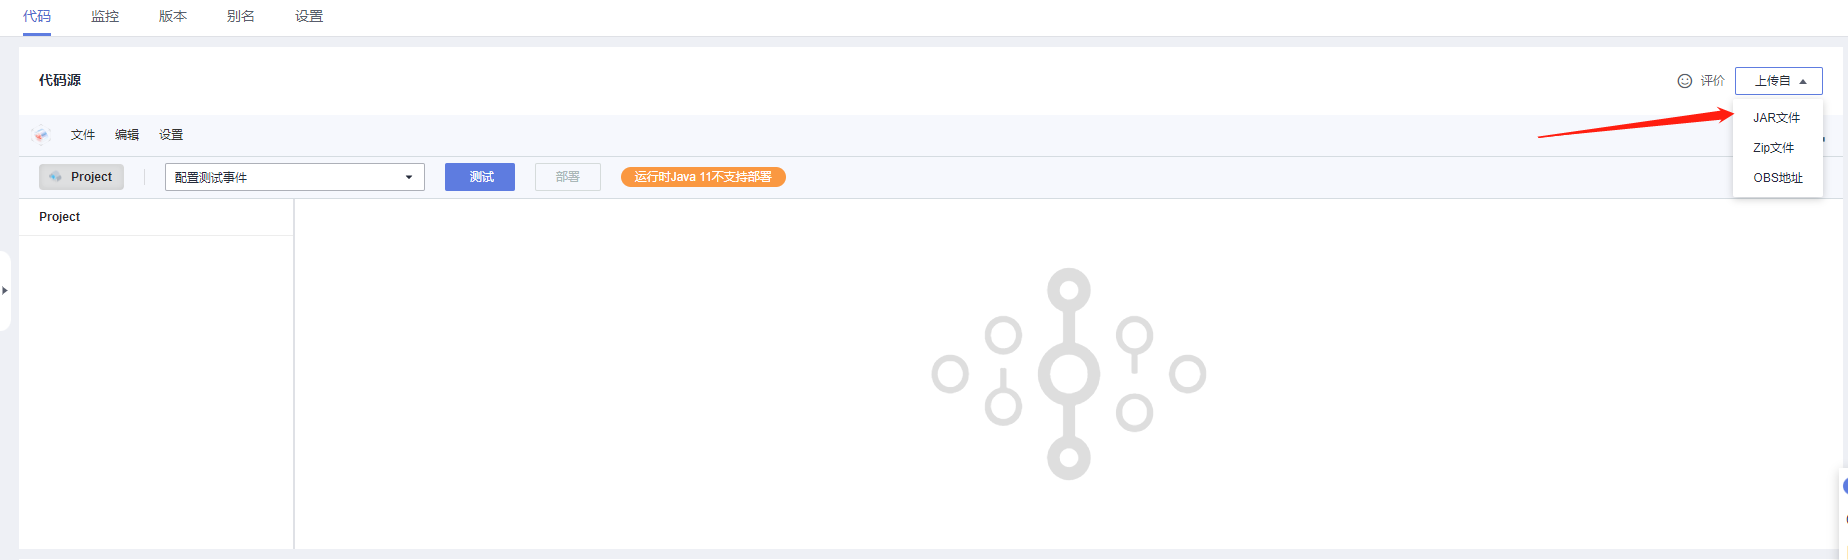 代码 监控 版本 别名 设置
代码源
评价 上传自
JAR文件
Zip文件
OBS地址
文件 编辑 设置
Project 配置测试事件 测试 部署 运行时Java 11不支持部署
Project